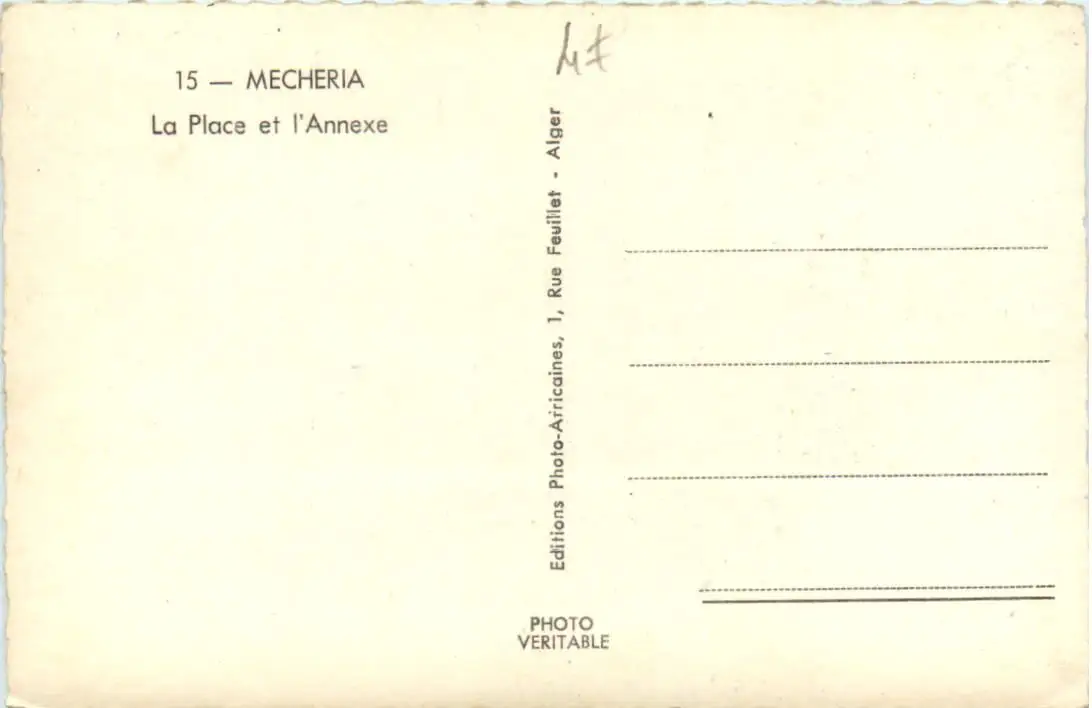 15 — MECHERIA
La Place et l'Annexe
Editions Photo-Africaines, 1, Rue Feuillet - Alger
PHOTO
VERITABLE